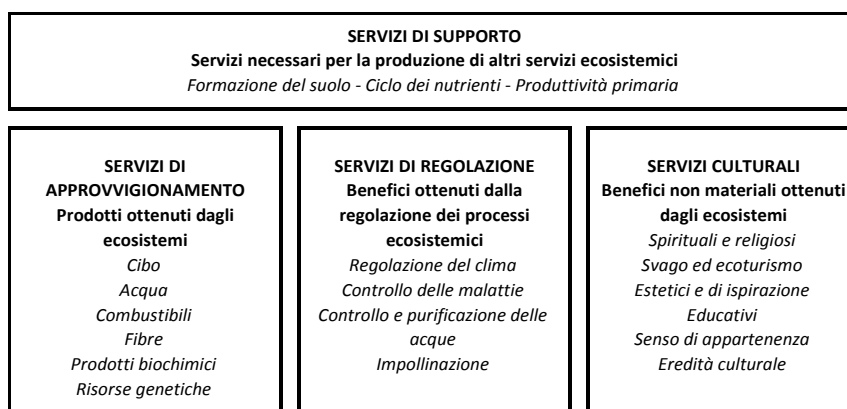 SERVIZI DI SUPPORTO
Servizi necessari per la produzione di altri servizi ecosistemici
Formazione del suolo - Ciclo dei nutrienti - Produttività primaria
SERVIZI DI
APPROVVIGIONAMENTO
Prodotti ottenuti dagli
ecosistemi
Cibo
Acqua
Combustibili
Fibre
Prodotti biochimici
Risorse genetiche
SERVIZI DI REGOLAZIONE
Benefici ottenuti dalla
regolazione dei processi
ecosistemici
Regolazione del clima
Controllo delle malattie
Controllo e purificazione delle
acque
Impollinazione
SERVIZI CULTURALI
Benefici non materiali ottenuti
dagli ecosistemi
Spirituali e religiosi
Svago ed ecoturismo
Estetici e di ispirazione
Educativi
Senso di appartenenza
Eredità culturale